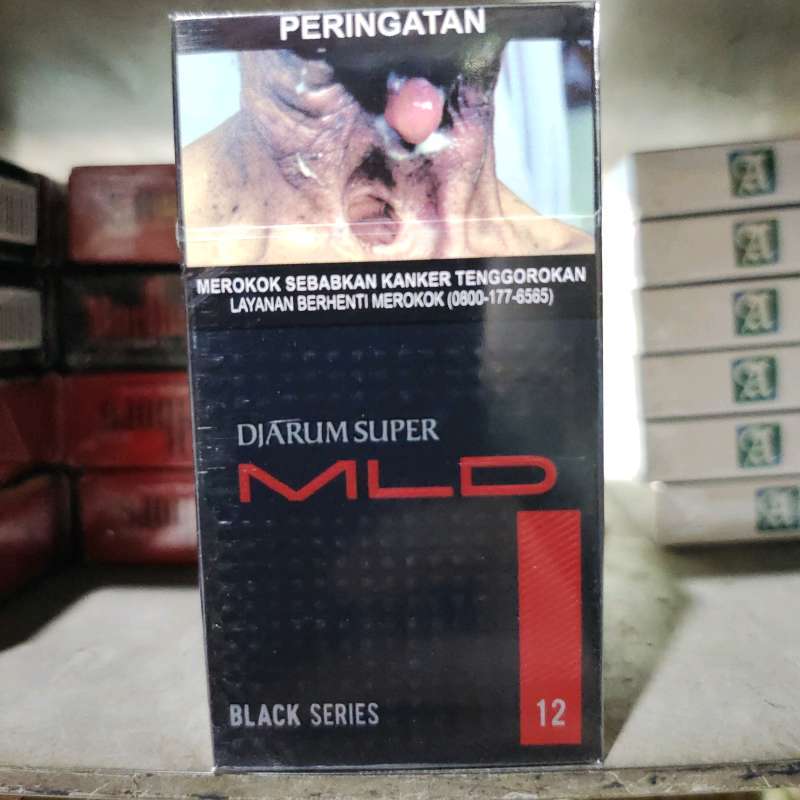 PERINGATAN
MEROKOK SEBABKAN KANKER TENGGOROKAN
LAYANAN BERHENTI MEROKOK (0800-177-6565)
DJARUM SUPER
MLD
BLACK SERIES
12
A
A
A
A
A
A